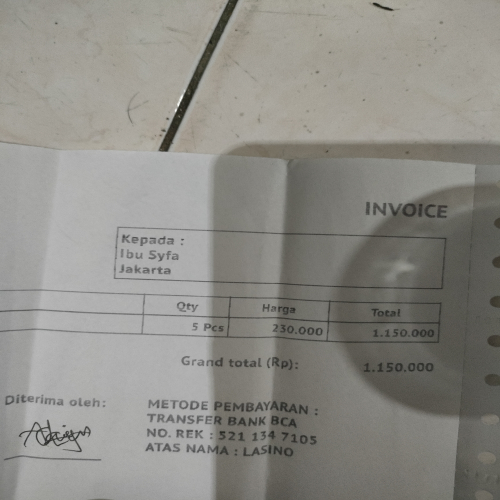 INVOICE
Kepada :
Ibu Syfa
Jakarta
Qty Harga Total
5 Pcs 230.000 1.150.000
Grand total (Rp): 1.150.000
Diterima oleh:
METODE PEMBAYARAN :
TRANSFER BANK BCA
NO. REK : 521 134 7105
ATAS NAMA : LASINO